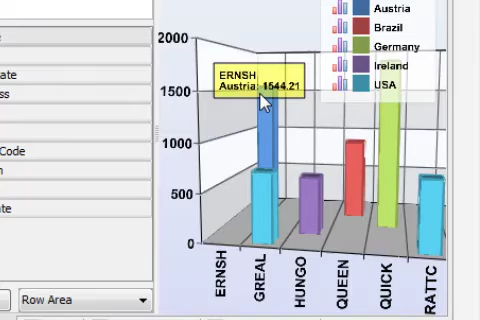 Austria
Brazil
Germany
Ireland
USA
2000
1500
1000
500
0
ERNSH
Austria: 1544.21
ERNSH
GREAL
HUNGO
QUEEN
QUICK
RATTC
ate
ss
Code
n
te
Row Area